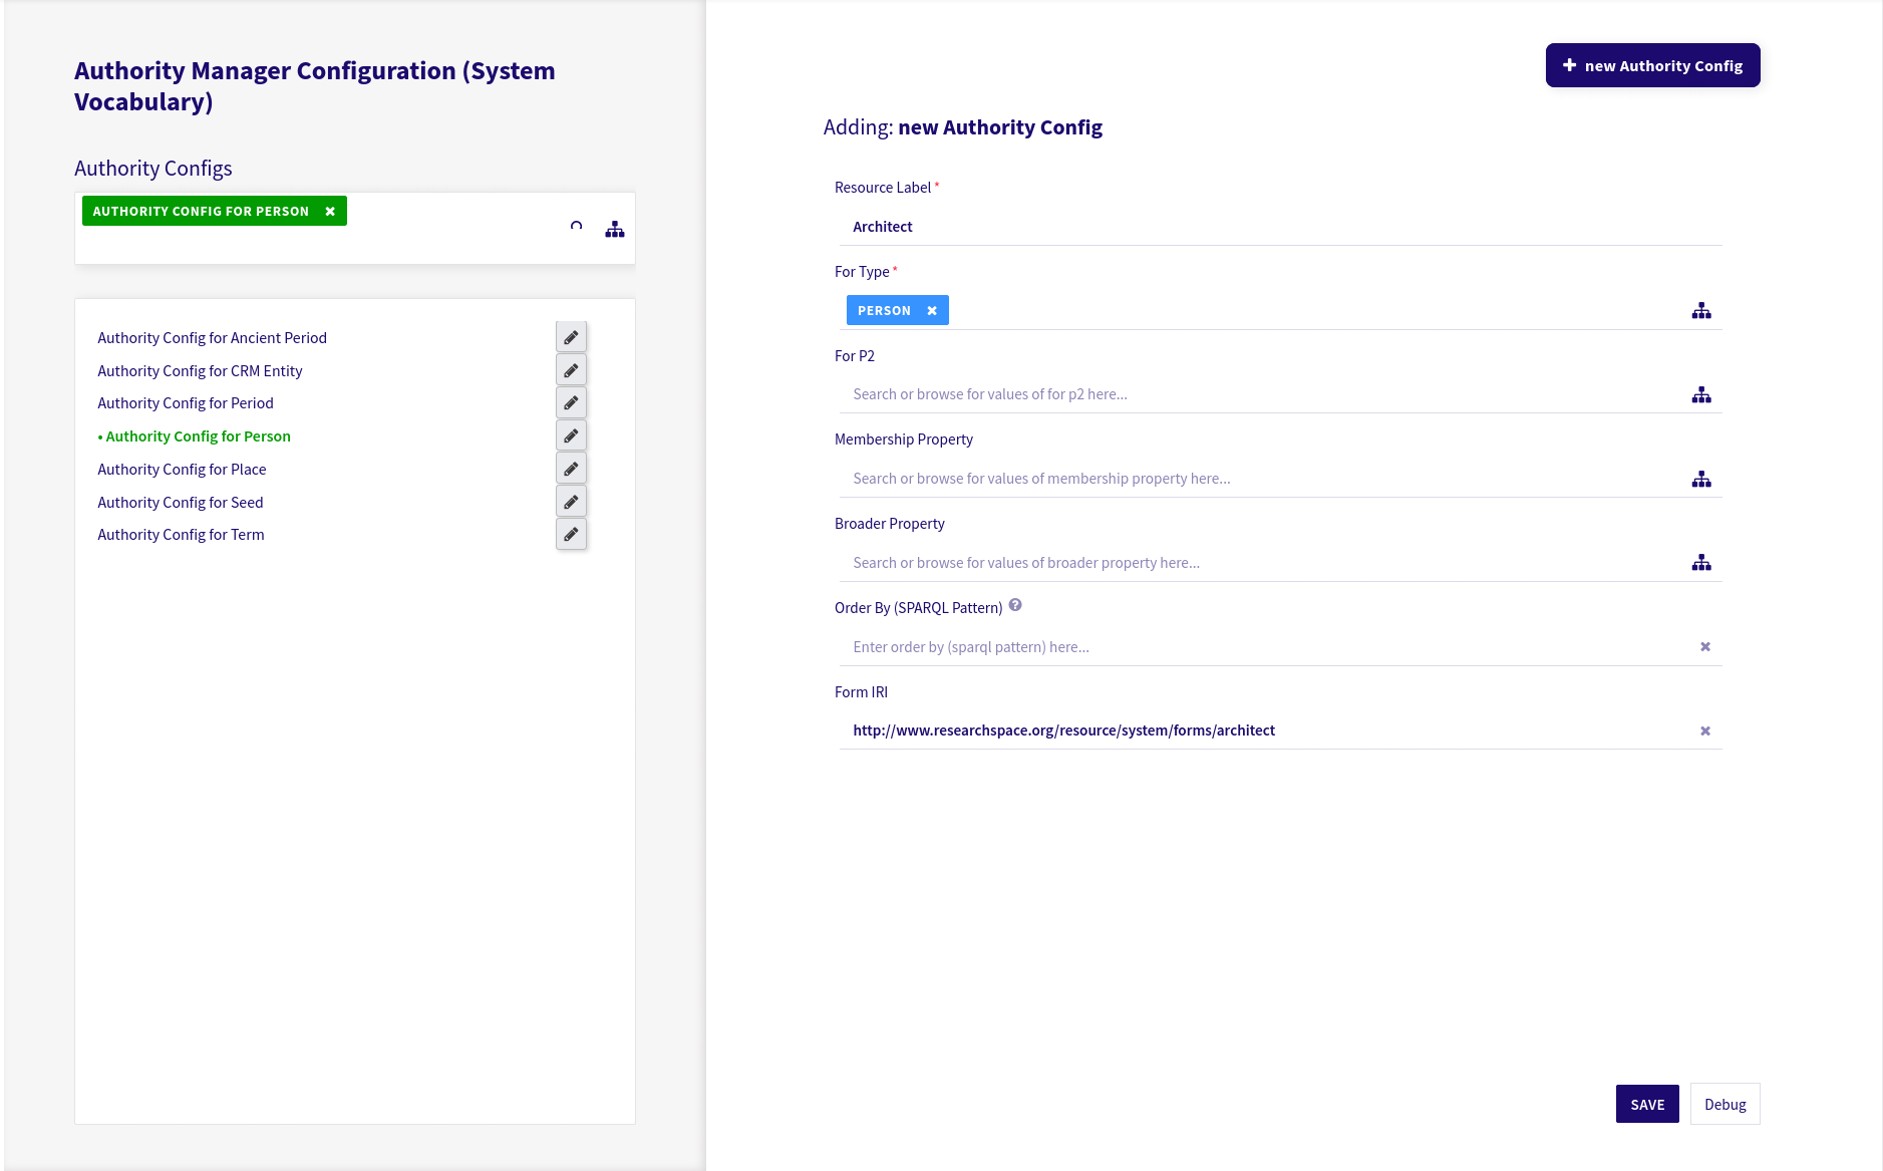 Authority Manager Configuration (System
Vocabulary)
Authority Configs
AUTHORITY CONFIG FOR PERSON
Authority Config for Ancient Period
Authority Config for CRM Entity
Authority Config for Period
• Authority Config for Person
Authority Config for Place
Authority Config for Seed
Authority Config for Term
new Authority Config
Adding: new Authority Config
Resource Label *
Architect
For Type *
PERSON
For P2
Search or browse for values of for p2 here...
Membership Property
Search or browse for values of membership property here...
Broader Property
Search or browse for values of broader property here...
Order By (SPARQL Pattern)
Enter order by (sparql pattern) here...
Form IRI
http://www.researchspace.org/resource/system/forms/architect
SAVE
Debug